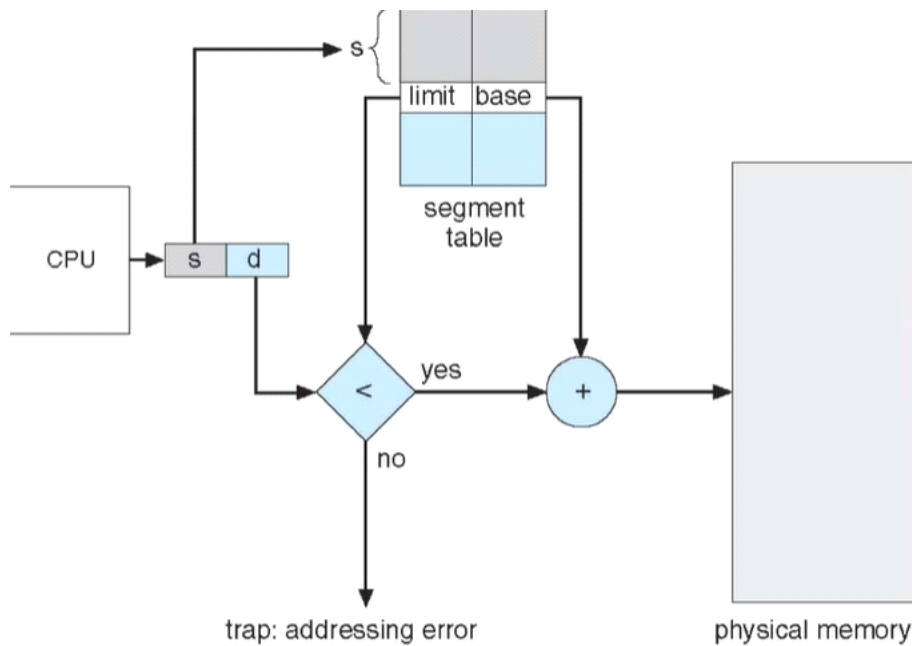 s
limit base
segment
table
CPU
s d
<
yes
+
no
trap: addressing error
physical memory